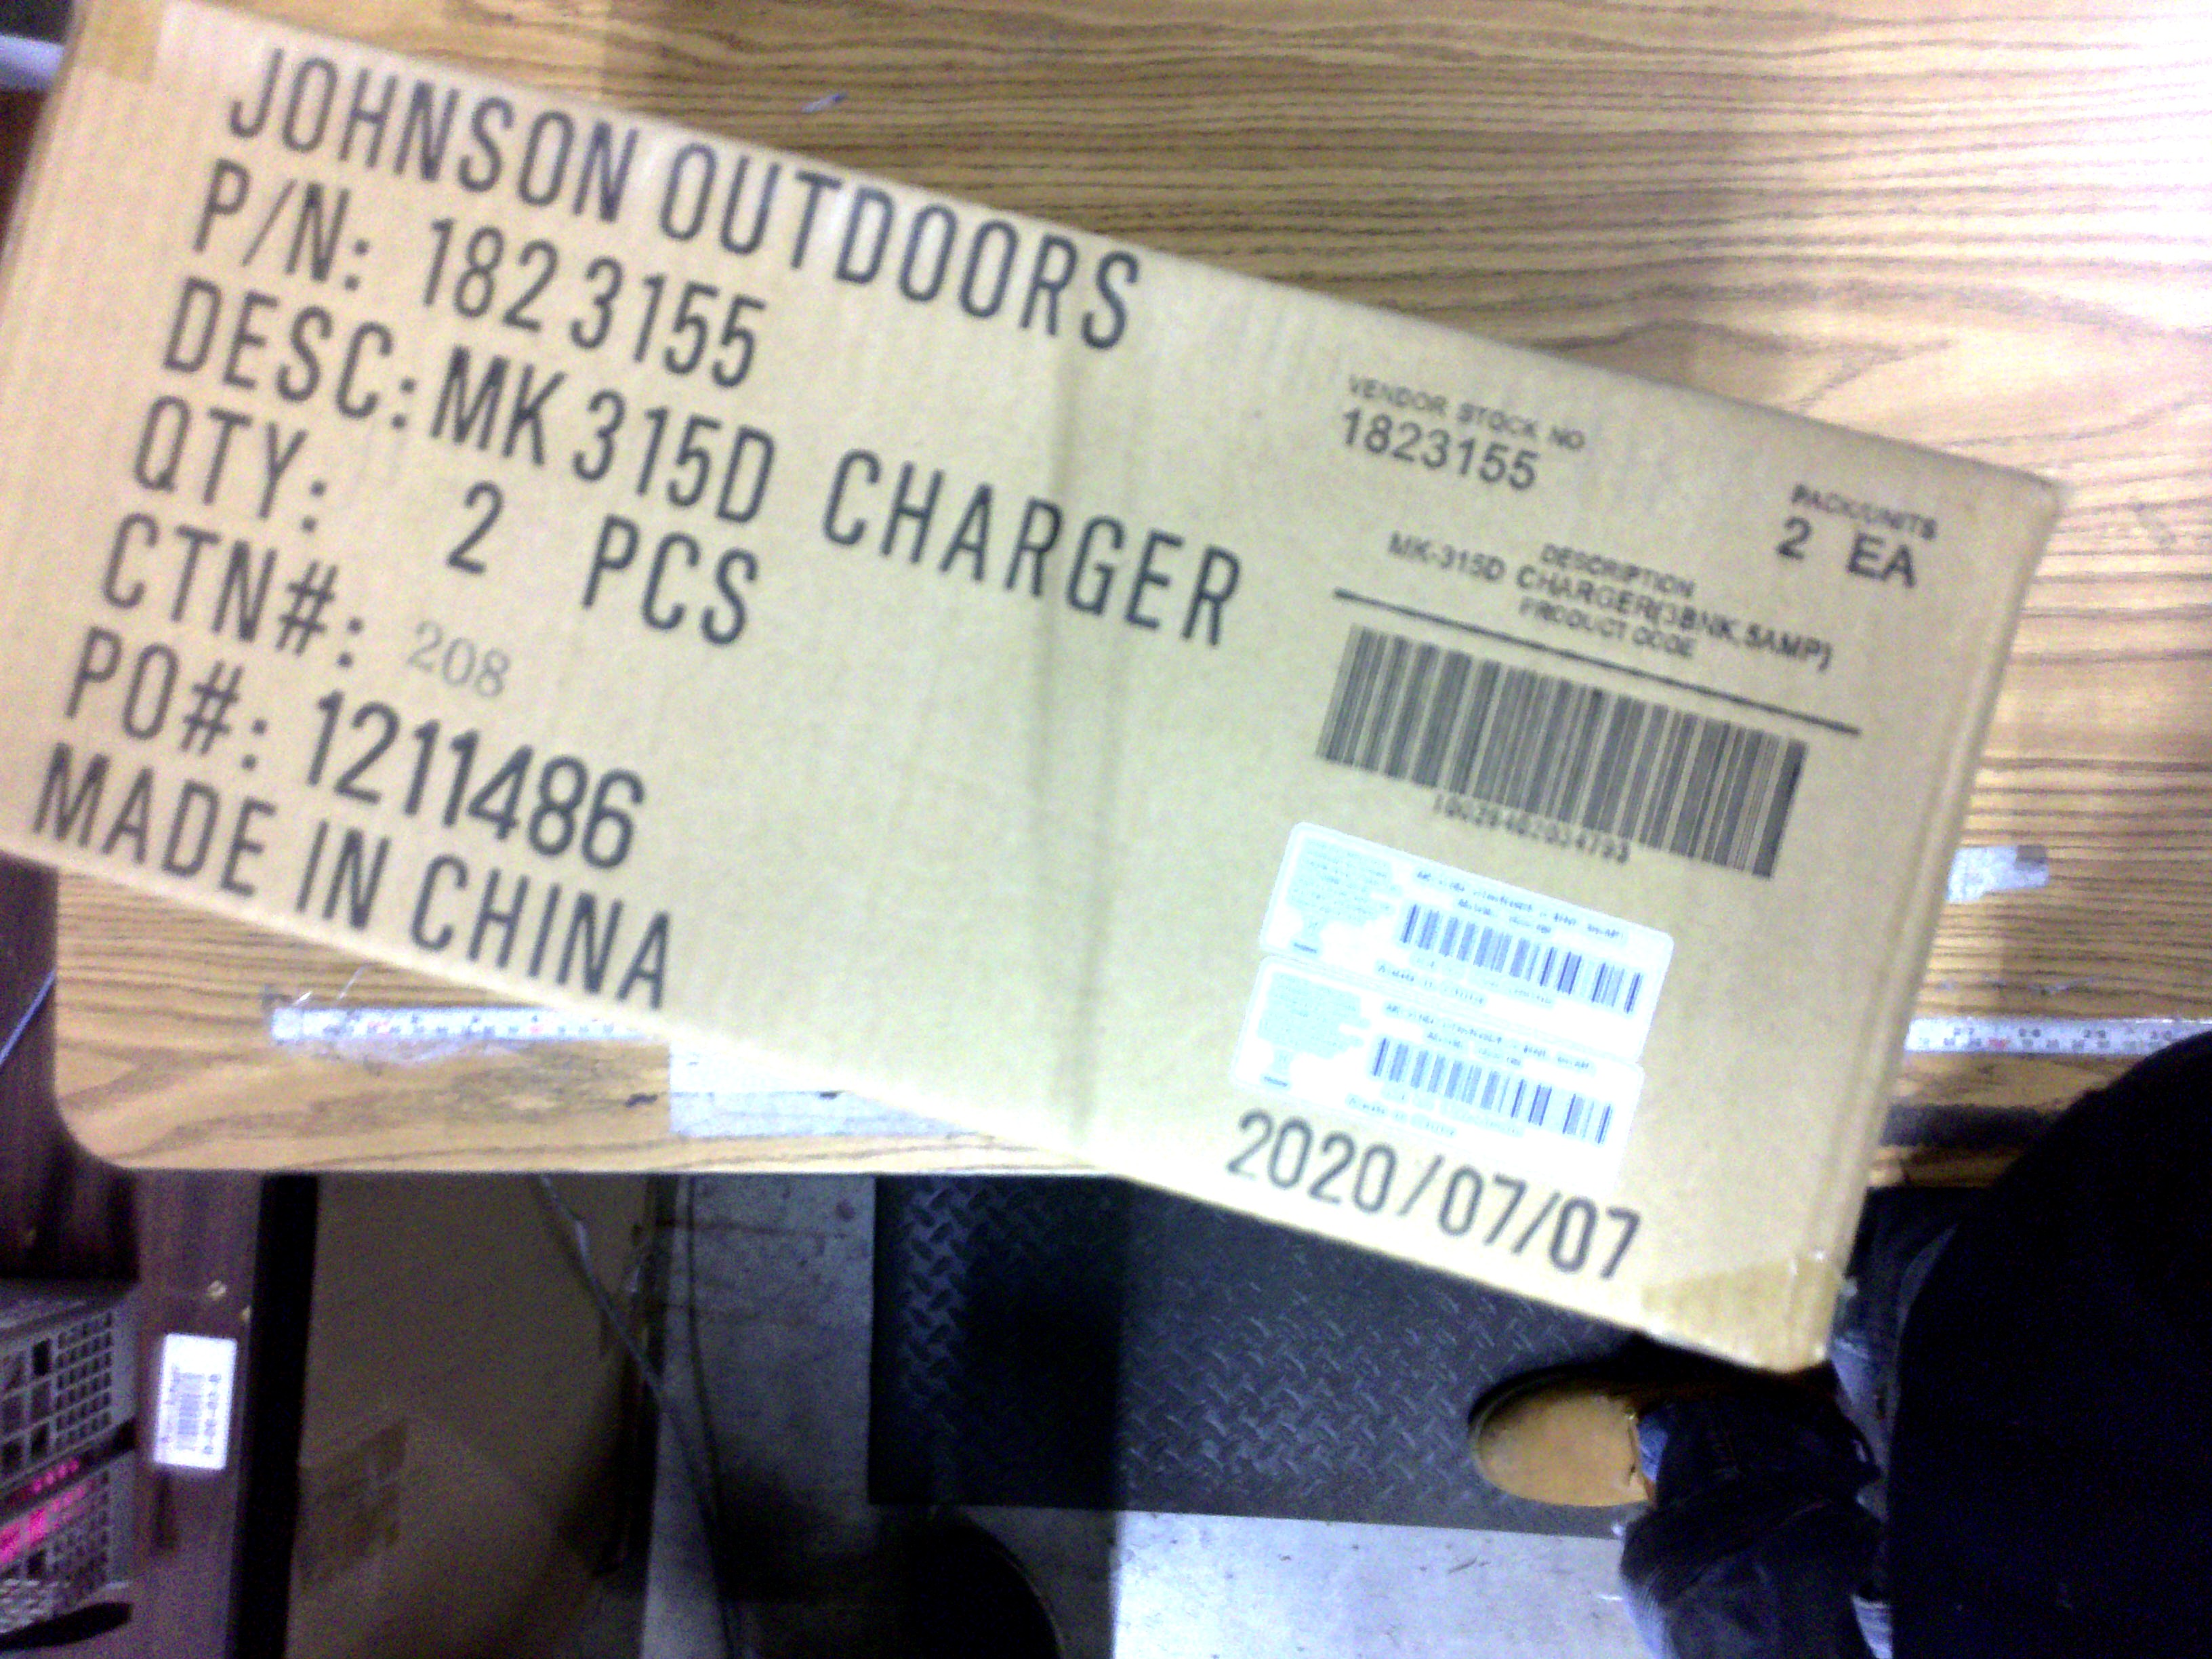 JOHNSON OUTDOORS
P/N: 1823155
DESC: MK 315D CHARGER
QTY: 2 PCS
CTN#: 208
PO#: 1211486
MADE IN CHINA
VENDOR STOCK NO
1823155
PACK/UNITS
2 EA
DESCRIPTION
MK-315D CHARGER(3BNK,5AMP)
PRODUCT CODE
2020/07/07